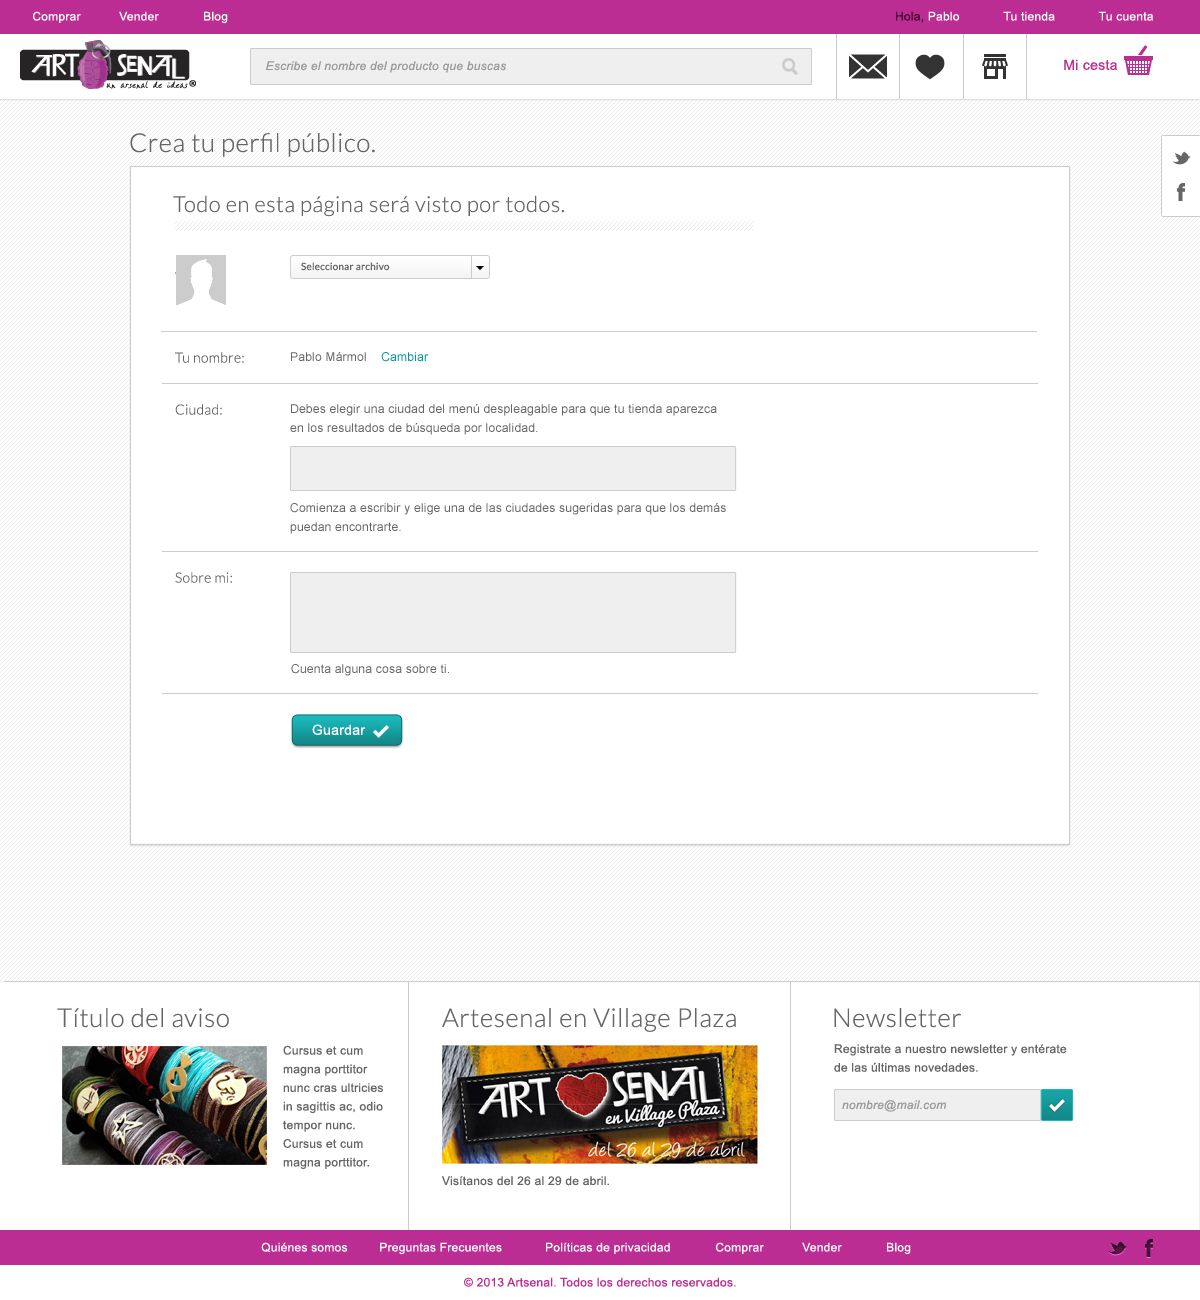 Comprar Vender Blog Hola, Pablo Tu tienda Tu cuenta
ARTSENAL
un arsenal de ideas®
Escribe el nombre del producto que buscas
Mi cesta
Crea tu perfil público.
Todo en esta página será visto por todos.
Seleccionar archivo
Tu nombre: Pablo Mármol Cambiar
Ciudad: Debes elegir una ciudad del menú despleagable para que tu tienda aparezca
en los resultados de búsqueda por localidad.
Comienza a escribir y elige una de las ciudades sugeridas para que los demás
puedan encontrarte.
Sobre mi:
Cuenta alguna cosa sobre ti.
Guardar
Título del aviso
Cursus et cum
magna porttitor
nunc cras ultricies
in sagittis ac, odio
tempor nunc.
Cursus et cum
magna porttitor.
Artesenal en Village Plaza
ART SENAL
en Village Plaza
del 26 al 29 de abril
Visítanos del 26 al 29 de abril.
Newsletter
Registrate a nuestro newsletter y entérate
de las últimas novedades.
nombre@mail.com
Quiénes somos Preguntas Frecuentes Políticas de privacidad Comprar Vender Blog
© 2013 Artsenal. Todos los derechos reservados.